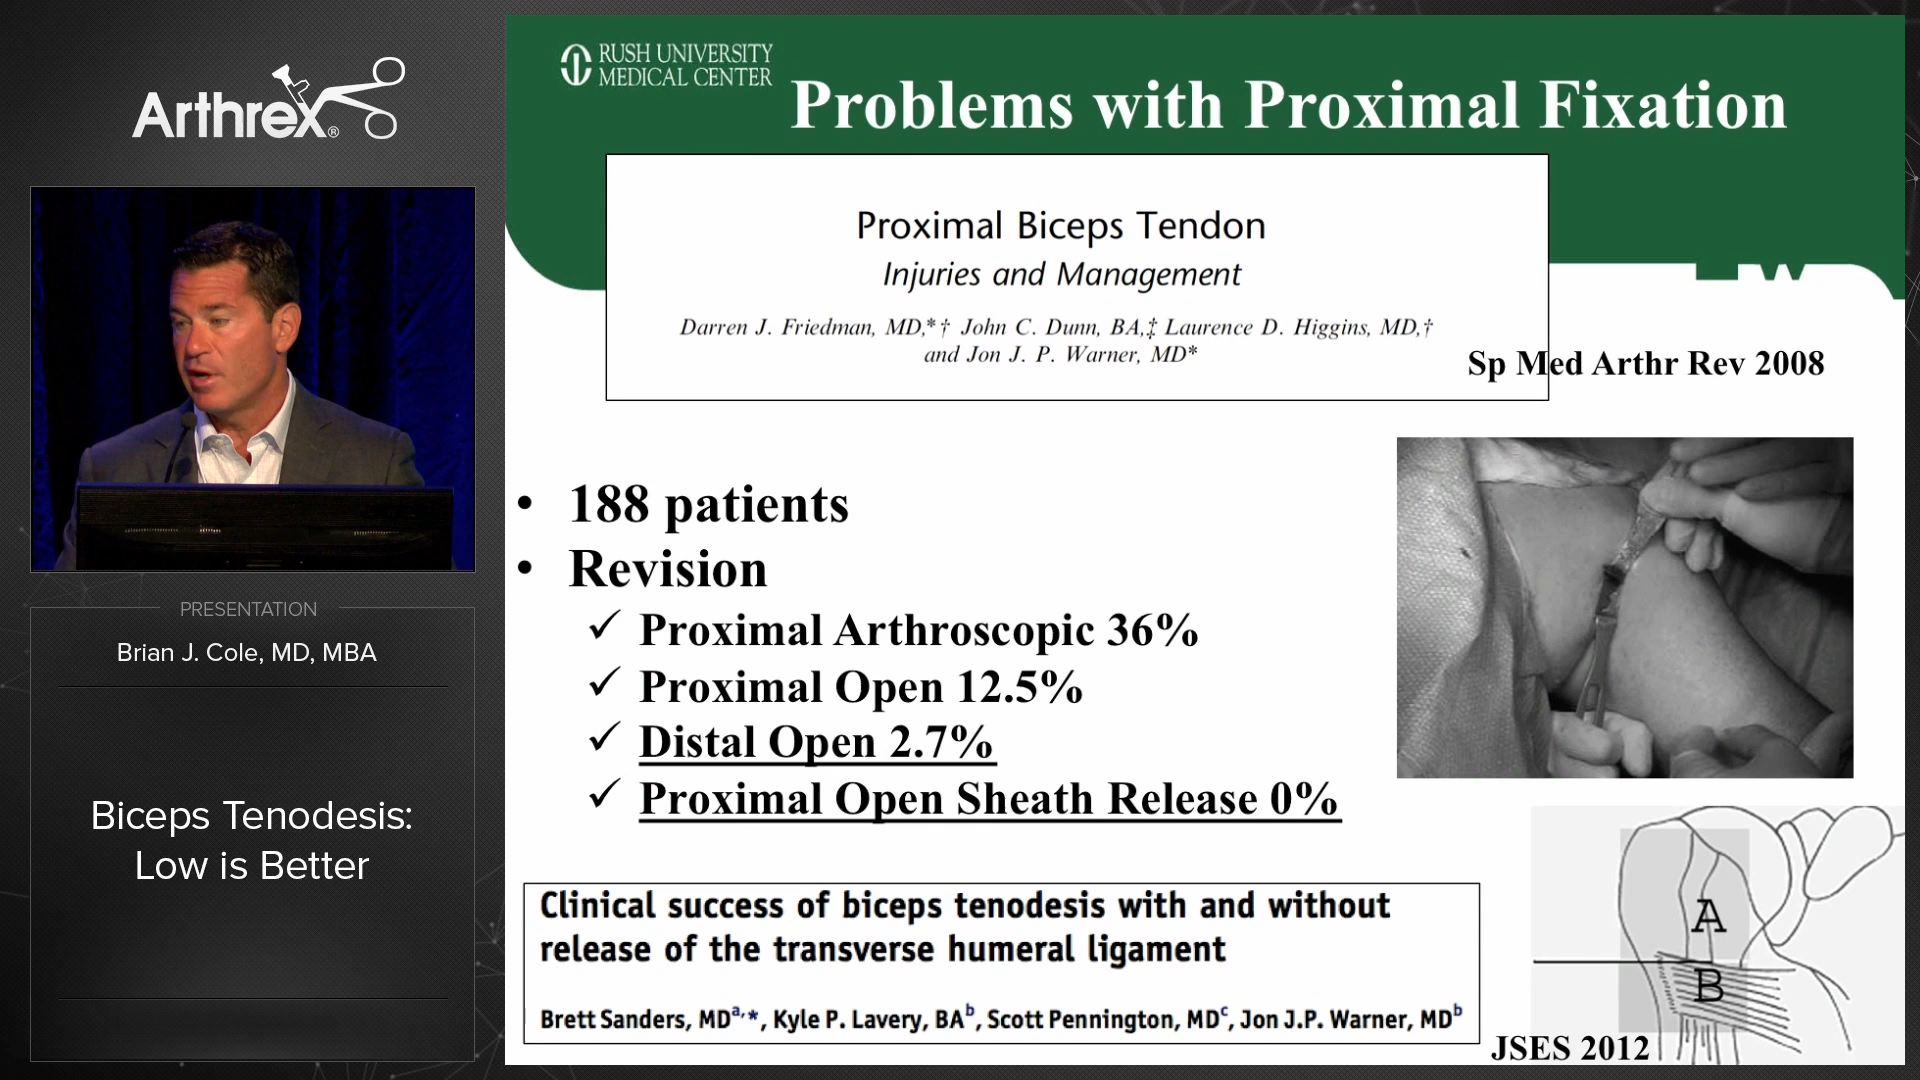 Arthrex®
PRESENTATION
Brian J. Cole, MD, MBA
Biceps Tenodesis:
Low is Better
RUSH UNIVERSITY
MEDICAL CENTER
Problems with Proximal Fixation
Proximal Biceps Tendon
Injuries and Management
Darren J. Friedman, MD,*† John C. Dunn, BA,‡ Laurence D. Higgins, MD,†
and Jon J. P. Warner, MD*
Sp Med Arthr Rev 2008
• 188 patients
• Revision
✓ Proximal Arthroscopic 36%
✓ Proximal Open 12.5%
✓ Distal Open 2.7%
✓ Proximal Open Sheath Release 0%
Clinical success of biceps tenodesis with and without
release of the transverse humeral ligament
Brett Sanders, MDa,*, Kyle P. Lavery, BAb, Scott Pennington, MDc, Jon J.P. Warner, MDb
A
B
JSES 2012